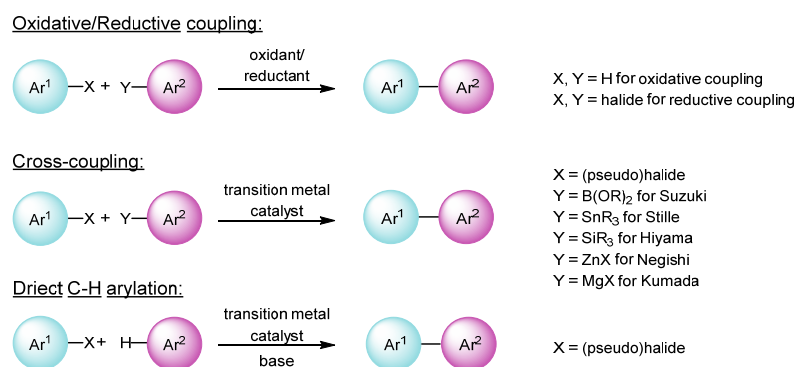 Oxidative/Reductive coupling:
Ar1 —X + Y— Ar2
oxidant/
reductant
Ar1 — Ar2
X, Y = H for oxidative coupling
X, Y = halide for reductive coupling
Cross-coupling:
Ar1 —X + Y— Ar2
transition metal
catalyst
Ar1 — Ar2
X = (pseudo)halide
Y = B(OR)2 for Suzuki
Y = SnR3 for Stille
Y = SiR3 for Hiyama
Y = ZnX for Negishi
Y = MgX for Kumada
Driect C-H arylation:
Ar1 —X + H— Ar2
transition metal
catalyst
base
Ar1 — Ar2
X = (pseudo)halide